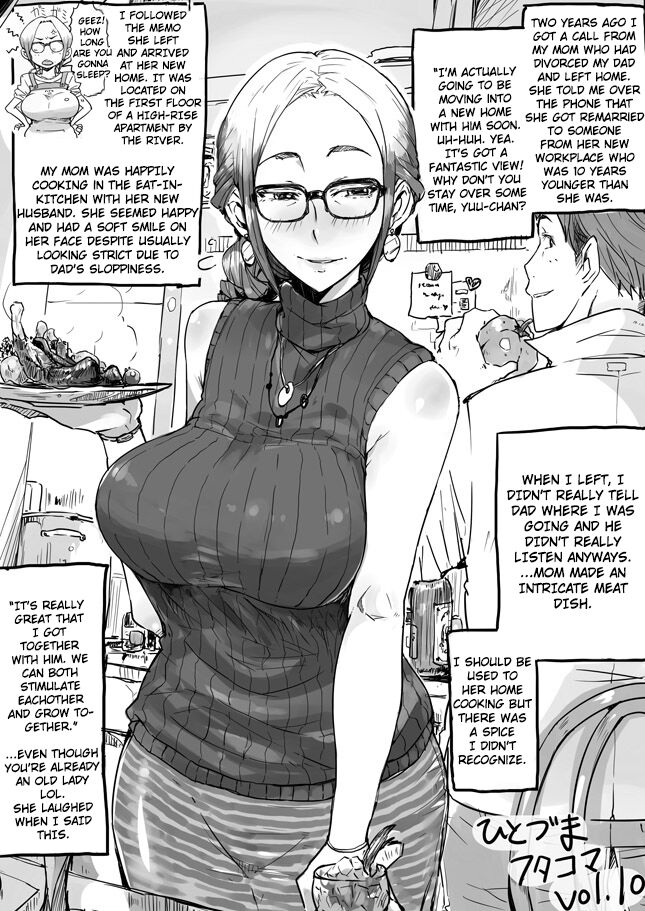 TWO YEARS AGO I
GOT A CALL FROM
MY MOM WHO HAD
DIVORCED MY DAD
AND LEFT HOME.
SHE TOLD ME OVER
THE PHONE THAT
SHE GOT REMARRIED
TO SOMEONE
FROM HER NEW
WORKPLACE WHO
WAS 10 YEARS
YOUNGER THAN
SHE WAS.
"I'M ACTUALLY
GOING TO BE
MOVING INTO
A NEW HOME
WITH HIM SOON.
UH-HUH. YEA.
IT'S GOT A
FANTASTIC VIEW!
WHY DON'T YOU
STAY OVER SOME
TIME, YUU-CHAN?
I FOLLOWED
THE MEMO
SHE LEFT
AND ARRIVED
AT HER NEW
HOME. IT WAS
LOCATED ON
THE FIRST FLOOR
OF A HIGH-RISE
APARTMENT BY
THE RIVER.
GEEZ!
HOW
LONG
ARE YOU
GONNA
SLEEP?
MY MOM WAS HAPPILY
COOKING IN THE EAT-IN-
KITCHEN WITH HER NEW
HUSBAND. SHE SEEMED HAPPY
AND HAD A SOFT SMILE ON
HER FACE DESPITE USUALLY
LOOKING STRICT DUE TO
DAD'S SLOPPINESS.
WHEN I LEFT, I
DIDN'T REALLY TELL
DAD WHERE I WAS
GOING AND HE
DIDN'T REALLY
LISTEN ANYWAYS.
...MOM MADE AN
INTRICATE MEAT
DISH.
I SHOULD BE
USED TO
HER HOME
COOKING BUT
THERE WAS
A SPICE
I DIDN'T
RECOGNIZE.
"IT'S REALLY
GREAT THAT
I GOT
TOGETHER
WITH HIM. WE
CAN BOTH
STIMULATE
EACHOTHER
AND GROW TO-
GETHER."
...EVEN THOUGH
YOU'RE ALREADY
AN OLD LADY
LOL.
SHE LAUGHED
WHEN I SAID
THIS.
ひとづま
フタコマ
vol.10